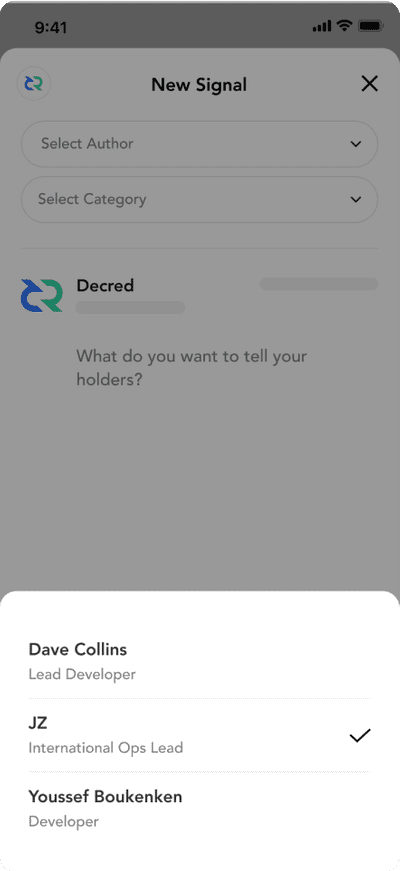 9:41
New Signal
Select Author
Select Category
Decred
What do you want to tell your
holders?
Dave Collins
Lead Developer
JZ
International Ops Lead
Youssef Boukenken
Developer